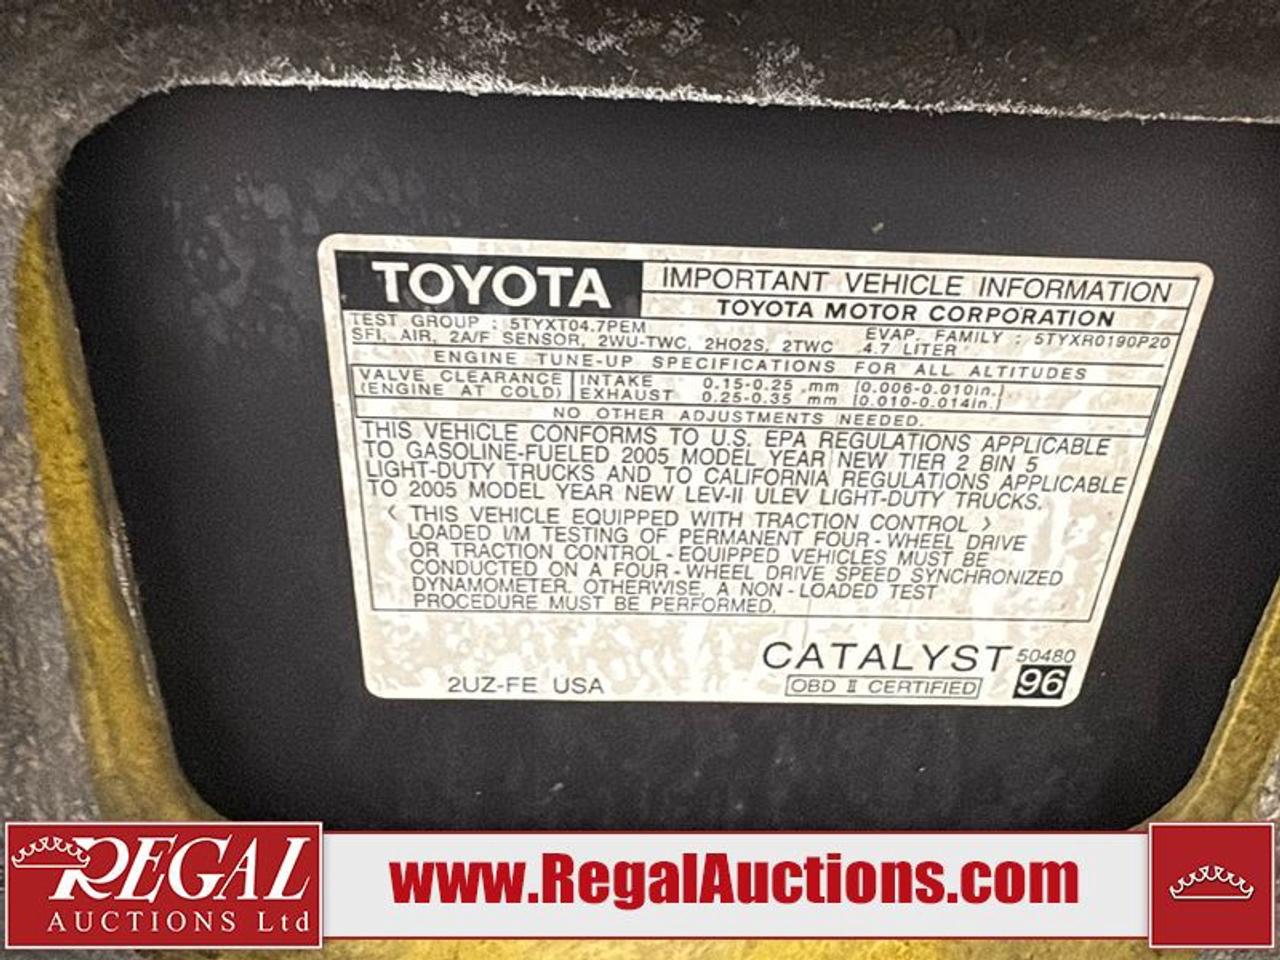 TOYOTA
IMPORTANT VEHICLE INFORMATION
TOYOTA MOTOR CORPORATION
TEST GROUP : 5TYXT04.7PEM
EVAP. FAMILY : 5TYXR0190P20
SFI, AIR, 2A/F SENSOR, 2WU-TWC, 2HO2S, 2TWC 4.7 LITER
ENGINE TUNE-UP SPECIFICATIONS FOR ALL ALTITUDES
VALVE CLEARANCE INTAKE 0.15-0.25 mm (0.006-0.010in.)
(ENGINE AT COLD) EXHAUST 0.25-0.35 mm (0.010-0.014in.)
NO OTHER ADJUSTMENTS NEEDED.
THIS VEHICLE CONFORMS TO U.S. EPA REGULATIONS APPLICABLE
TO GASOLINE-FUELED 2005 MODEL YEAR NEW TIER 2 BIN 5
LIGHT-DUTY TRUCKS AND TO CALIFORNIA REGULATIONS APPLICABLE
TO 2005 MODEL YEAR NEW LEV-II ULEV LIGHT-DUTY TRUCKS.
< THIS VEHICLE EQUIPPED WITH TRACTION CONTROL >
LOADED I/M TESTING OF PERMANENT FOUR-WHEEL DRIVE
OR TRACTION CONTROL-EQUIPPED VEHICLES MUST BE
CONDUCTED ON A FOUR-WHEEL DRIVE SPEED SYNCHRONIZED
DYNAMOMETER. OTHERWISE, A NON-LOADED TEST
PROCEDURE MUST BE PERFORMED.
CATALYST 50480
2UZ-FE USA
OBD II CERTIFIED 96
REGAL
AUCTIONS Ltd
www.RegalAuctions.com